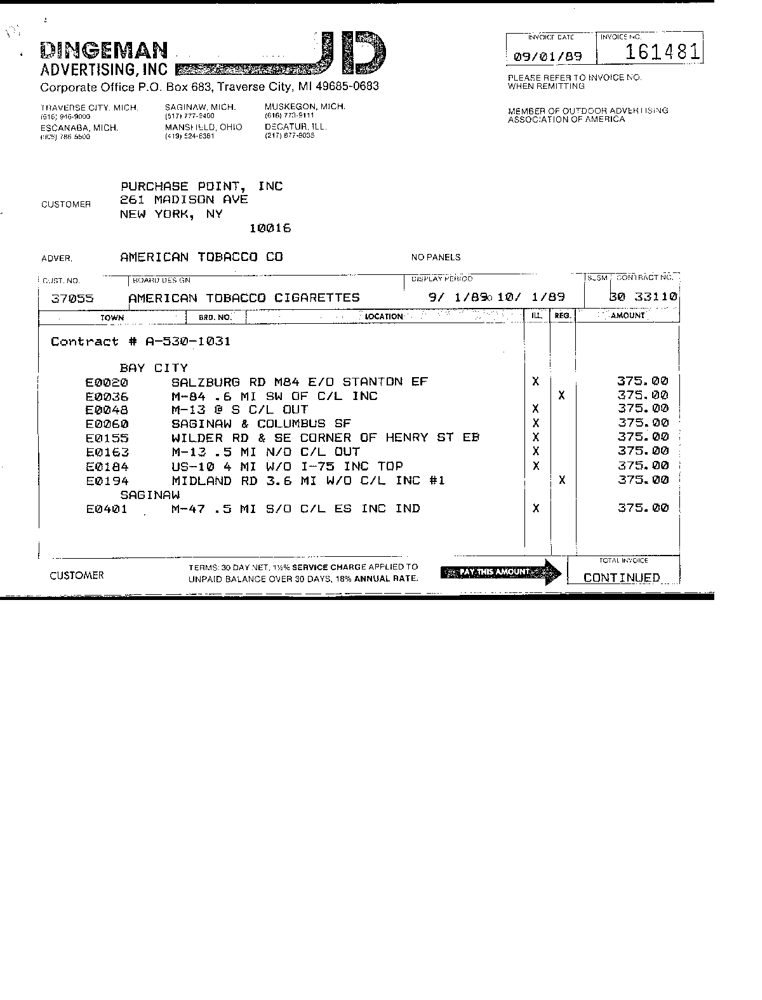 DINGEMAN
ADVERTISING, INC
JD
Corporate Office P.O. Box 683, Traverse City, MI 49685-0683
INVOICE DATE INVOICE NO.
09/01/89 161481
PLEASE REFER TO INVOICE NO.
WHEN REMITTING
TRAVERSE CITY, MICH. SAGINAW, MICH. MUSKEGON, MICH.
(616) 946-9000 (517) 777-9400 (616) 773-9111
ESCANABA, MICH. MANSFIELD, OHIO DECATUR, ILL.
(419) 524-6361 (217) 877-9035
MEMBER OF OUTDOOR ADVERTISING
ASSOCIATION OF AMERICA
CUSTOMER
PURCHASE POINT, INC
261 MADISON AVE
NEW YORK, NY
10016
ADVER. AMERICAN TOBACCO CO NO PANELS
CUST. NO. BOARD DESIGN DISPLAY PERIOD SLSM CONTRACT NO.
37055 AMERICAN TOBACCO CIGARETTES 9/ 1/89 10/ 1/89 30 33110
TOWN BRD. NO. LOCATION ILL. REG. AMOUNT
Contract # A-530-1031
BAY CITY
E0020 SALZBURG RD M84 E/O STANTON EF X 375.00
E0036 M-84 .6 MI SW OF C/L INC X 375.00
E0048 M-13 @ S C/L OUT X 375.00
E0060 SAGINAW & COLUMBUS SF X 375.00
E0155 WILDER RD & SE CORNER OF HENRY ST EB X 375.00
E0163 M-13 .5 MI N/O C/L OUT X 375.00
E0184 US-10 4 MI W/O I-75 INC TOP X 375.00
E0194 MIDLAND RD 3.6 MI W/O C/L INC #1 X 375.00
SAGINAW
E0401 M-47 .5 MI S/O C/L ES INC IND X 375.00
CUSTOMER
TERMS: 30 DAY NET, 1½% SERVICE CHARGE APPLIED TO
UNPAID BALANCE OVER 30 DAYS, 18% ANNUAL RATE.
PAY THIS AMOUNT
TOTAL INVOICE
CONTINUED